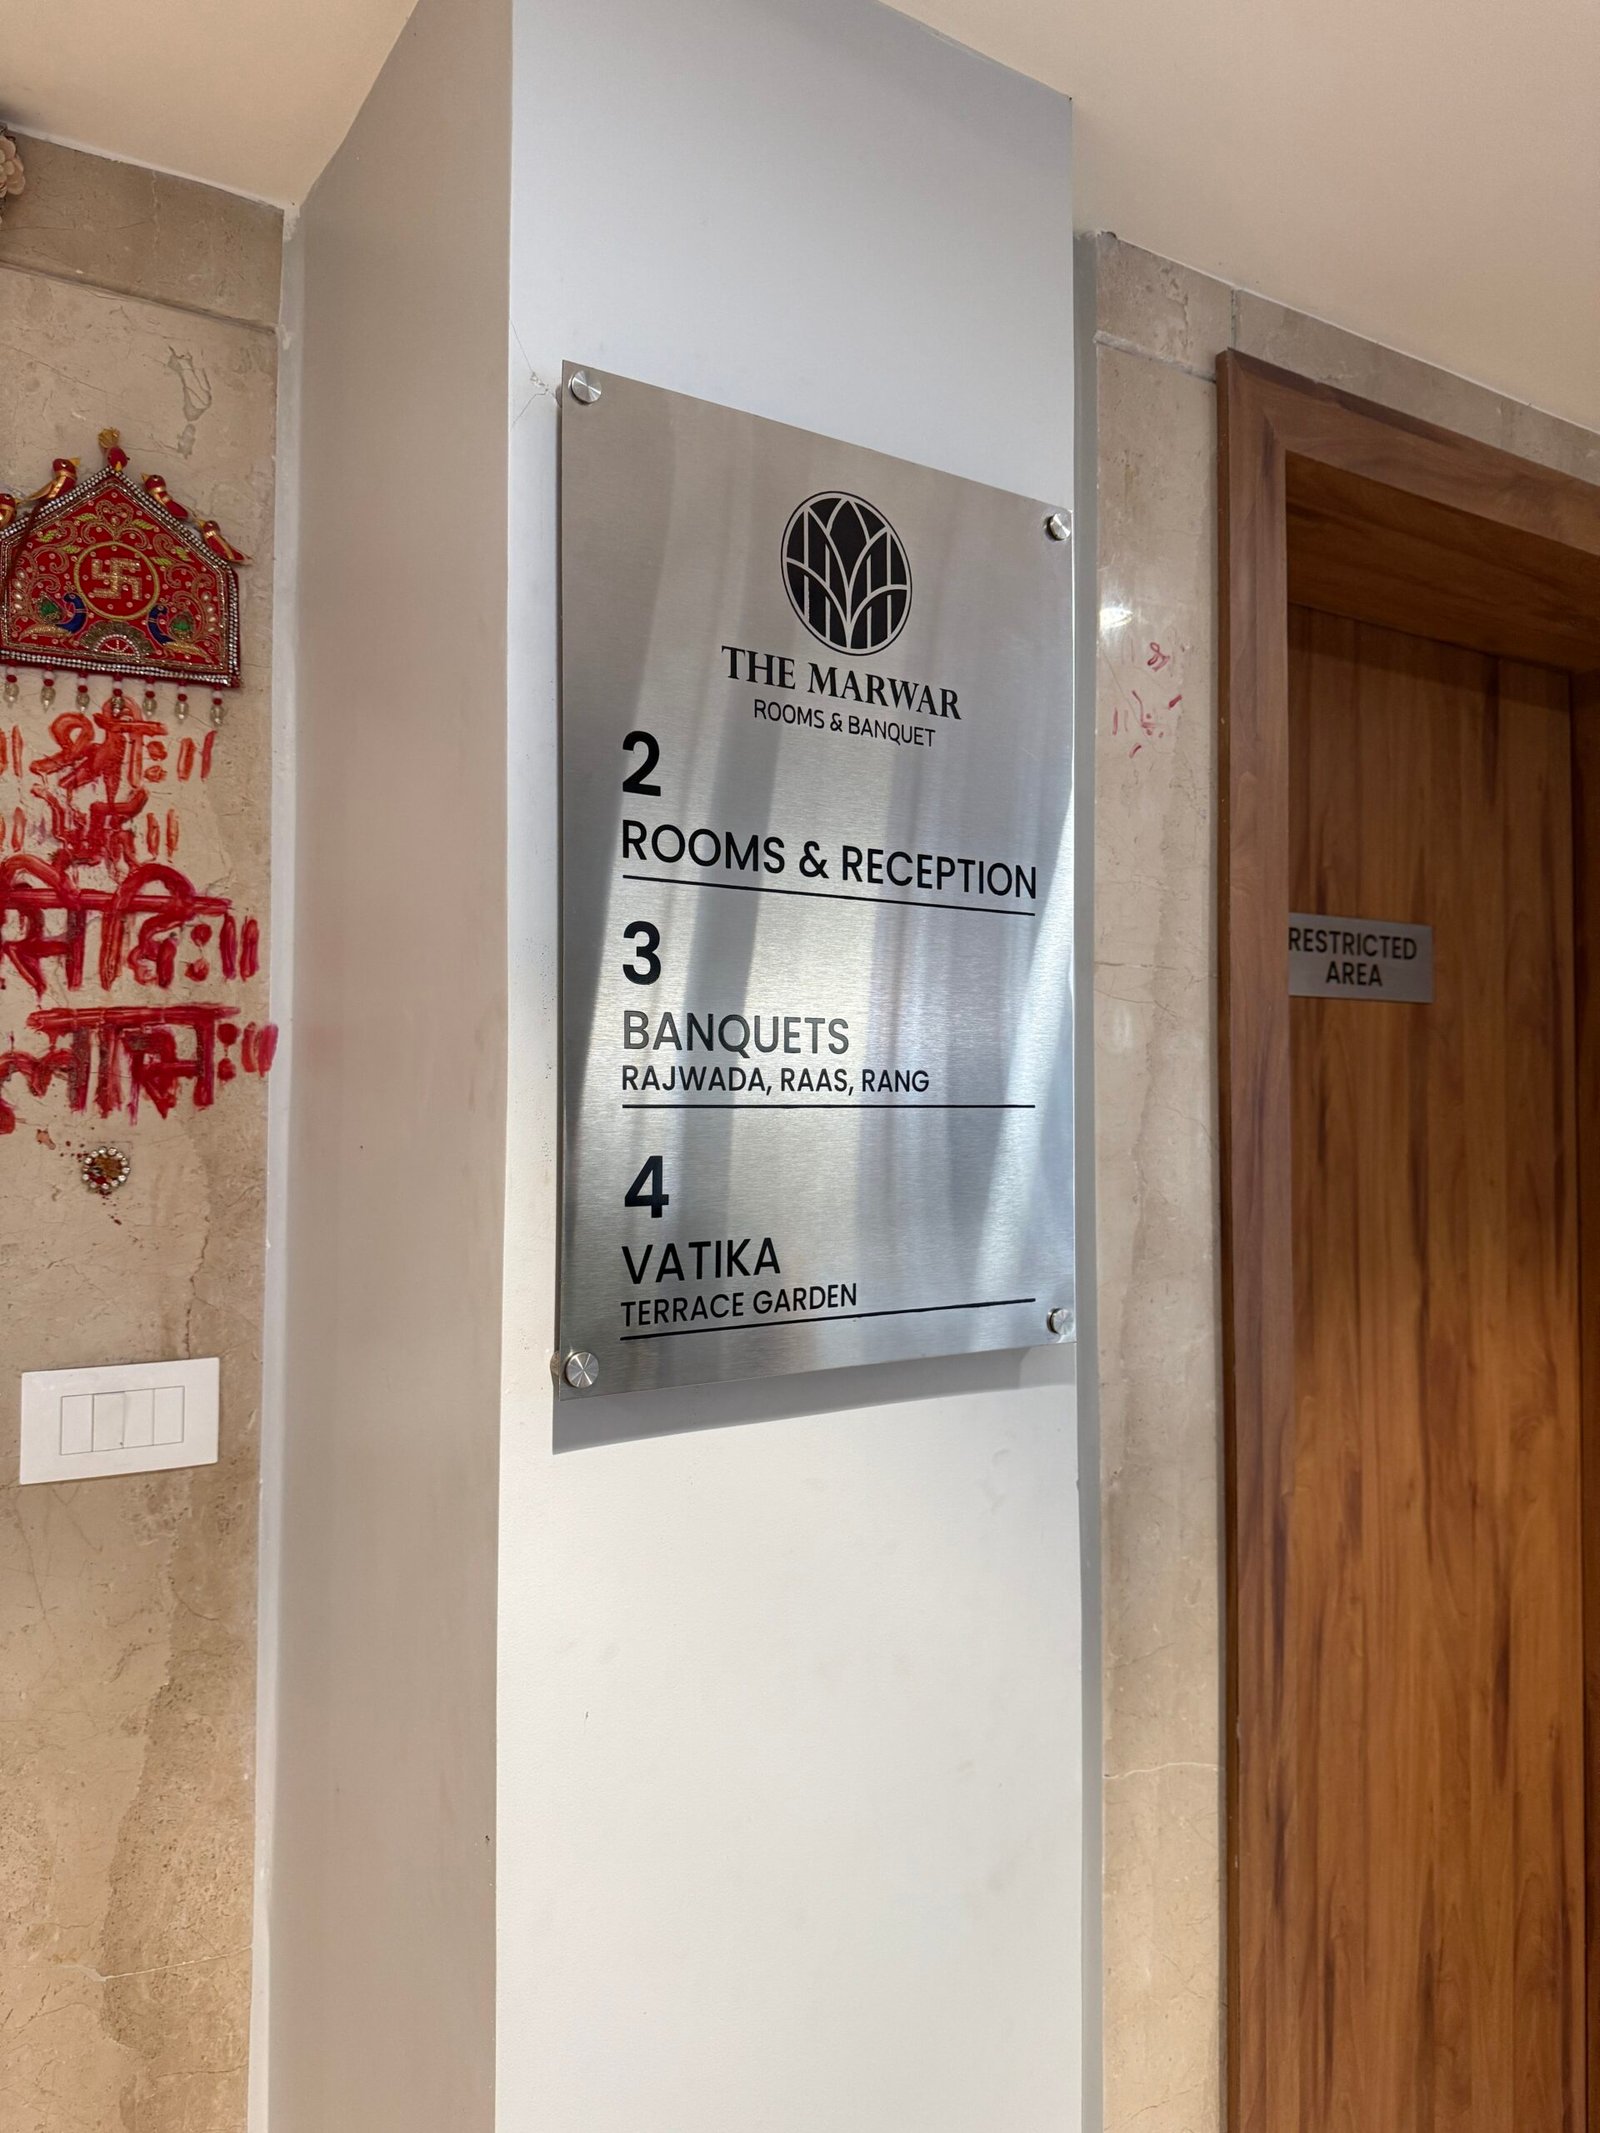 ॥ श्रीः ॥
THE MARWAR
ROOMS & BANQUET
2
ROOMS & RECEPTION
3
BANQUETS
RAJWADA, RAAS, RANG
4
VATIKA
TERRACE GARDEN
RESTRICTED
AREA